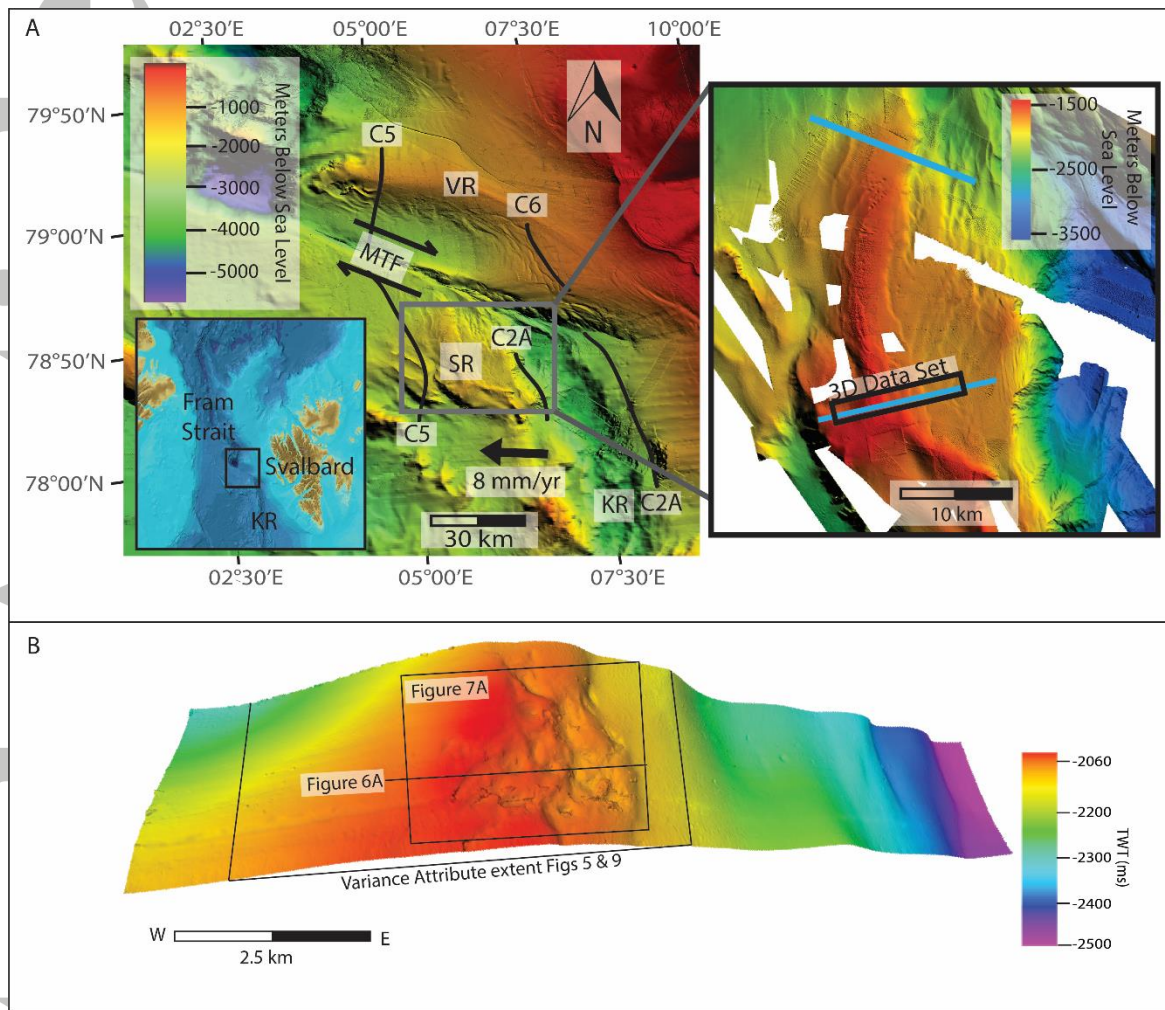 A
02°30'E
05°00'E
07°30'E
10°00'E
79°50'N
79°00'N
78°50'N
78°00'N
-1000
-2000
-3000
-4000
-5000
Meters Below Sea Level
C5
VR
C6
N
MTF
C2A
SR
C5
8 mm/yr
KR
C2A
30 km
Fram
Strait
Svalbard
KR
02°30'E
05°00'E
07°30'E
-1500
-2500
-3500
Meters Below
Sea Level
3D Data Set
10 km
B
Figure 7A
Figure 6A
Variance Attribute extent Figs 5 & 9
W
E
2.5 km
-2060
-2200
-2300
-2400
-2500
TWT (ms)